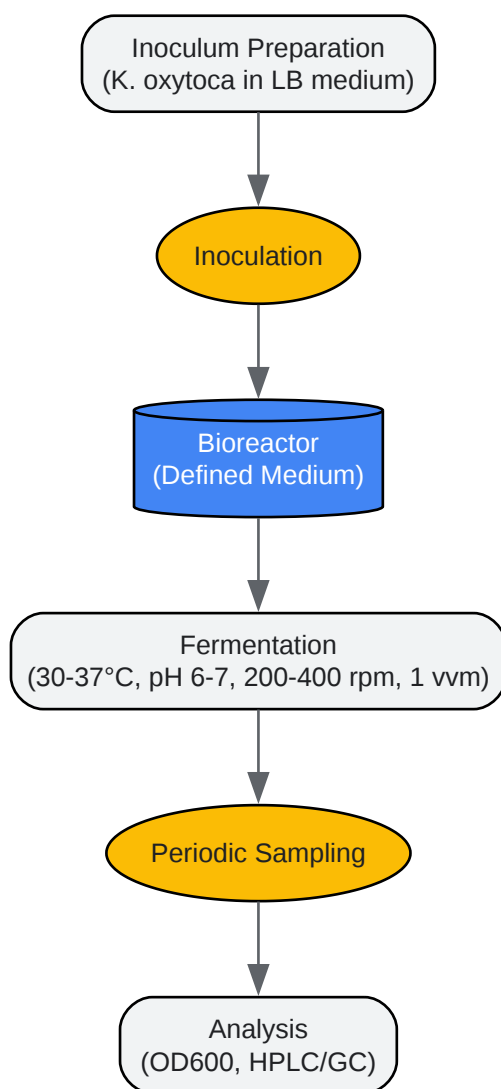 Inoculum Preparation
(K. oxytoca in LB medium)
Inoculation
Bioreactor
(Defined Medium)
Fermentation
(30-37°C, pH 6-7, 200-400 rpm, 1 vvm)
Periodic Sampling
Analysis
(OD600, HPLC/GC)